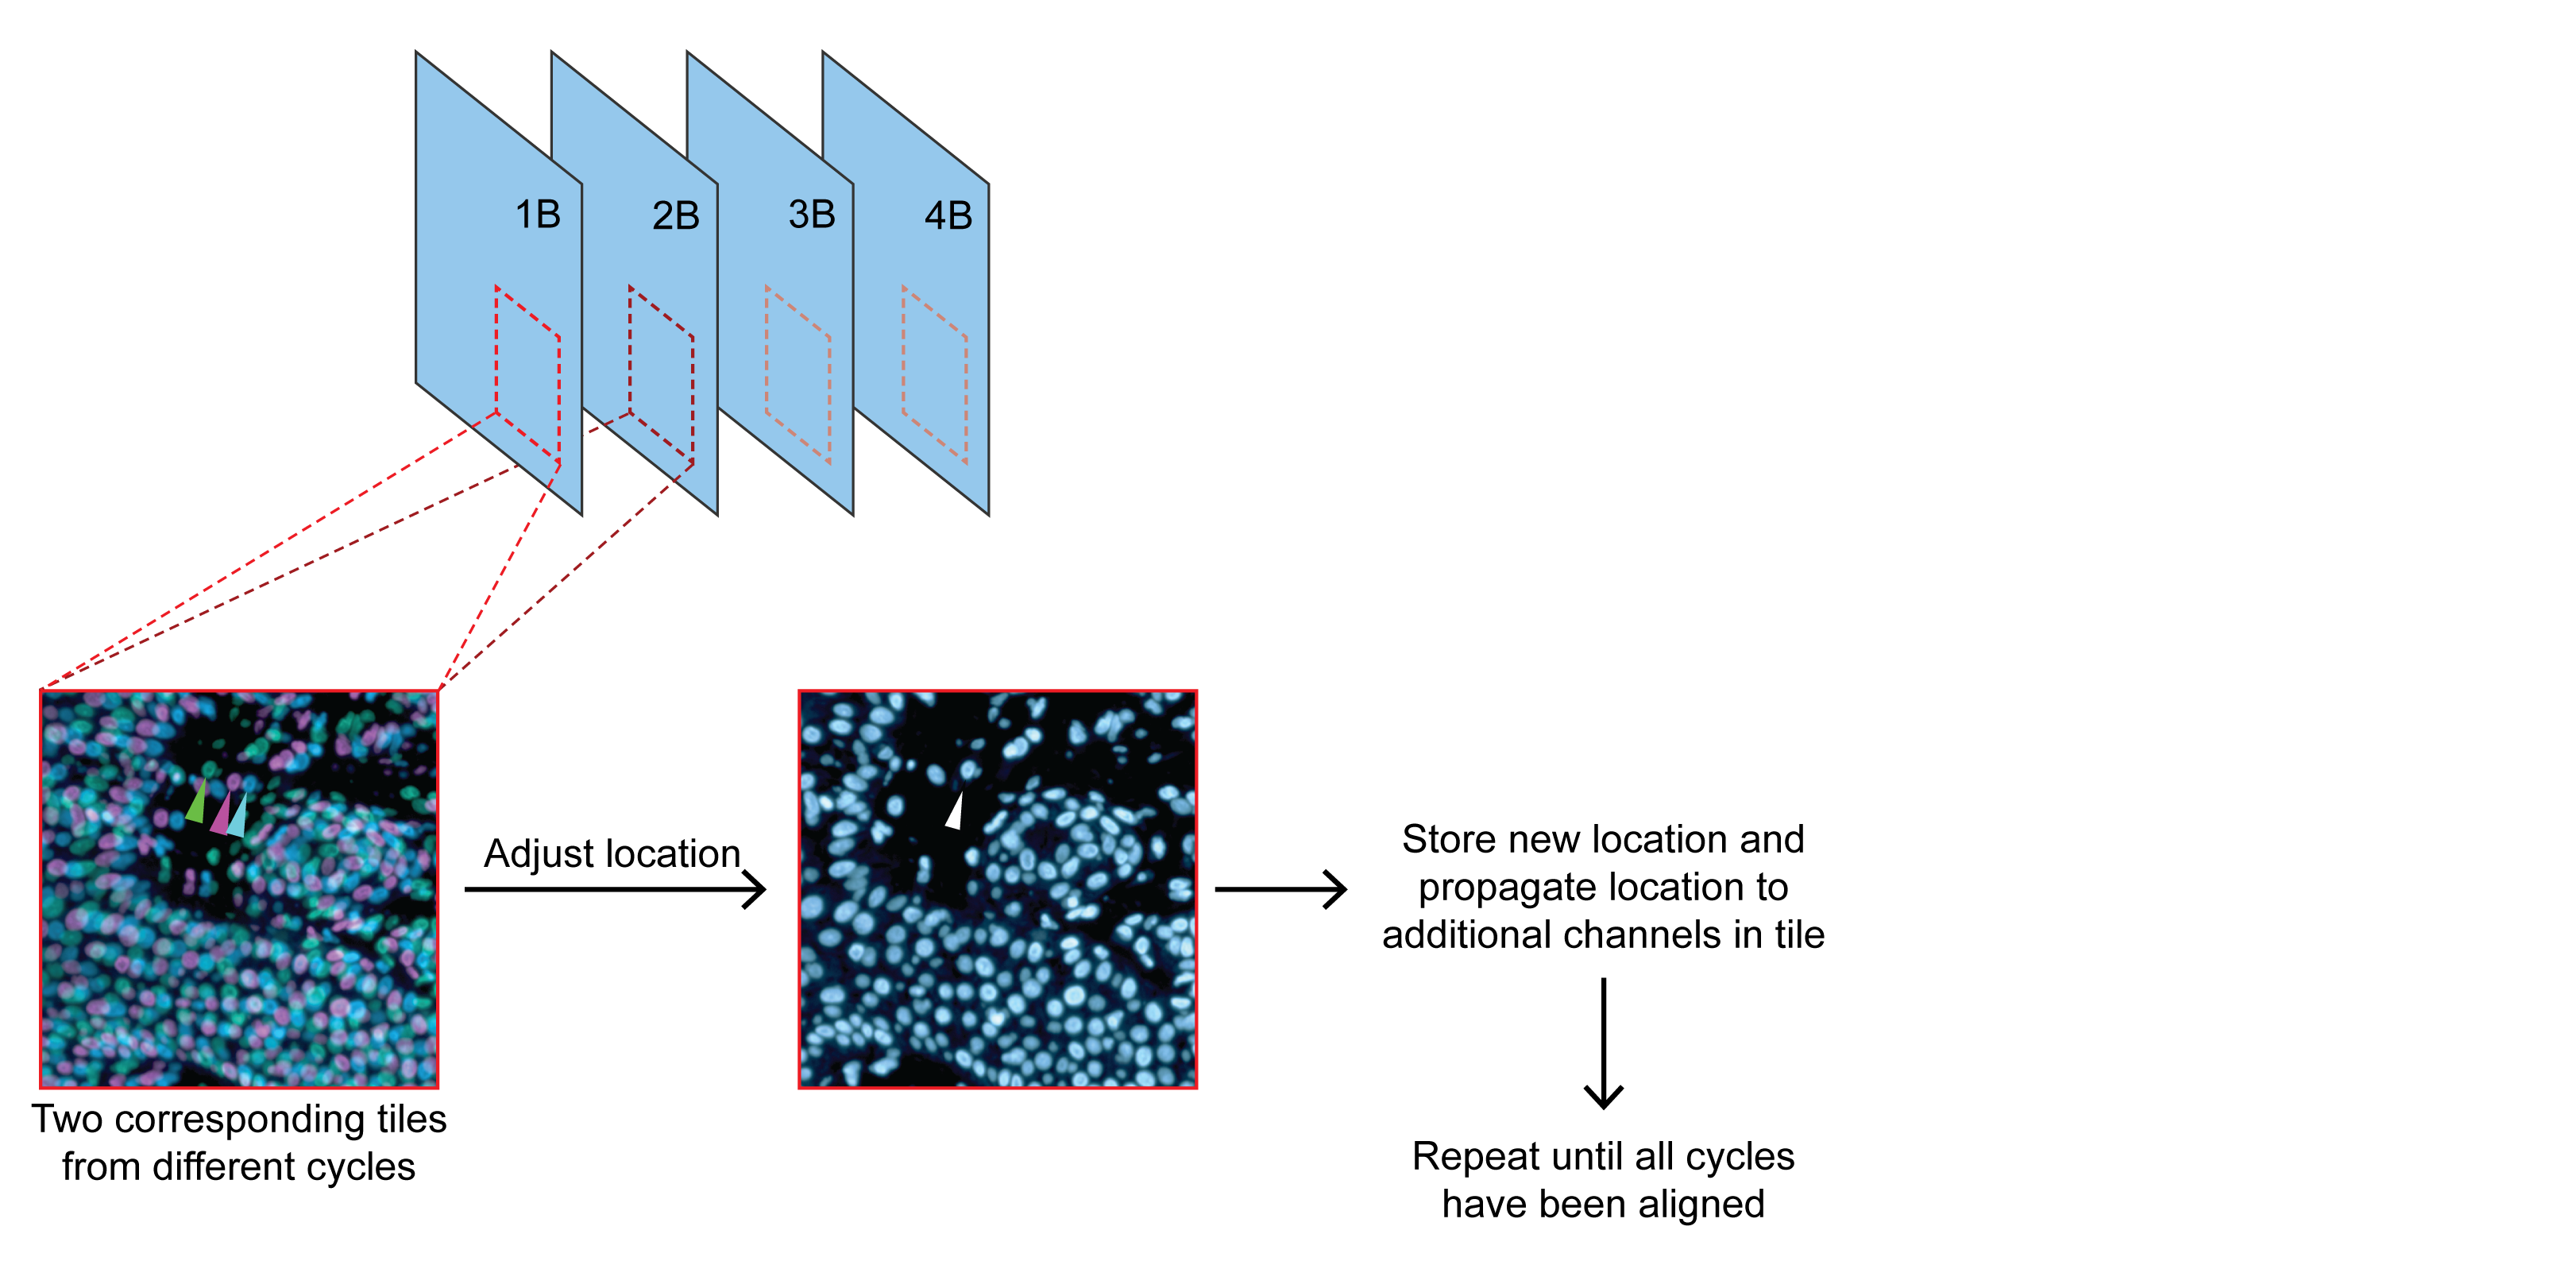 1B
2B
3B
4B
Adjust location
Two corresponding tiles
from different cycles
Store new location and
propagate location to
additional channels in tile
Repeat until all cycles
have been aligned